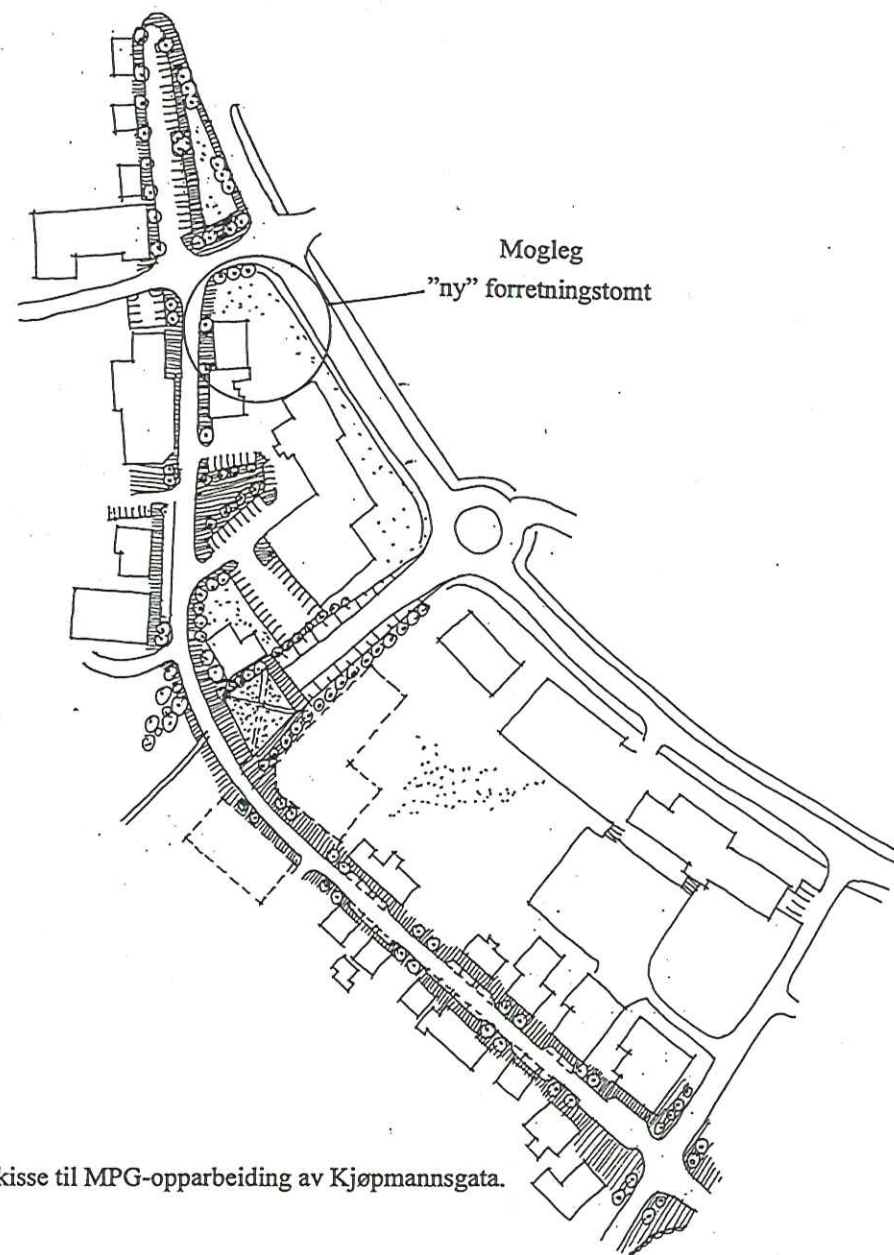 Mogleg
"ny" forretningstomt
kisse til MPG-opparbeiding av Kjøpmannsgata.